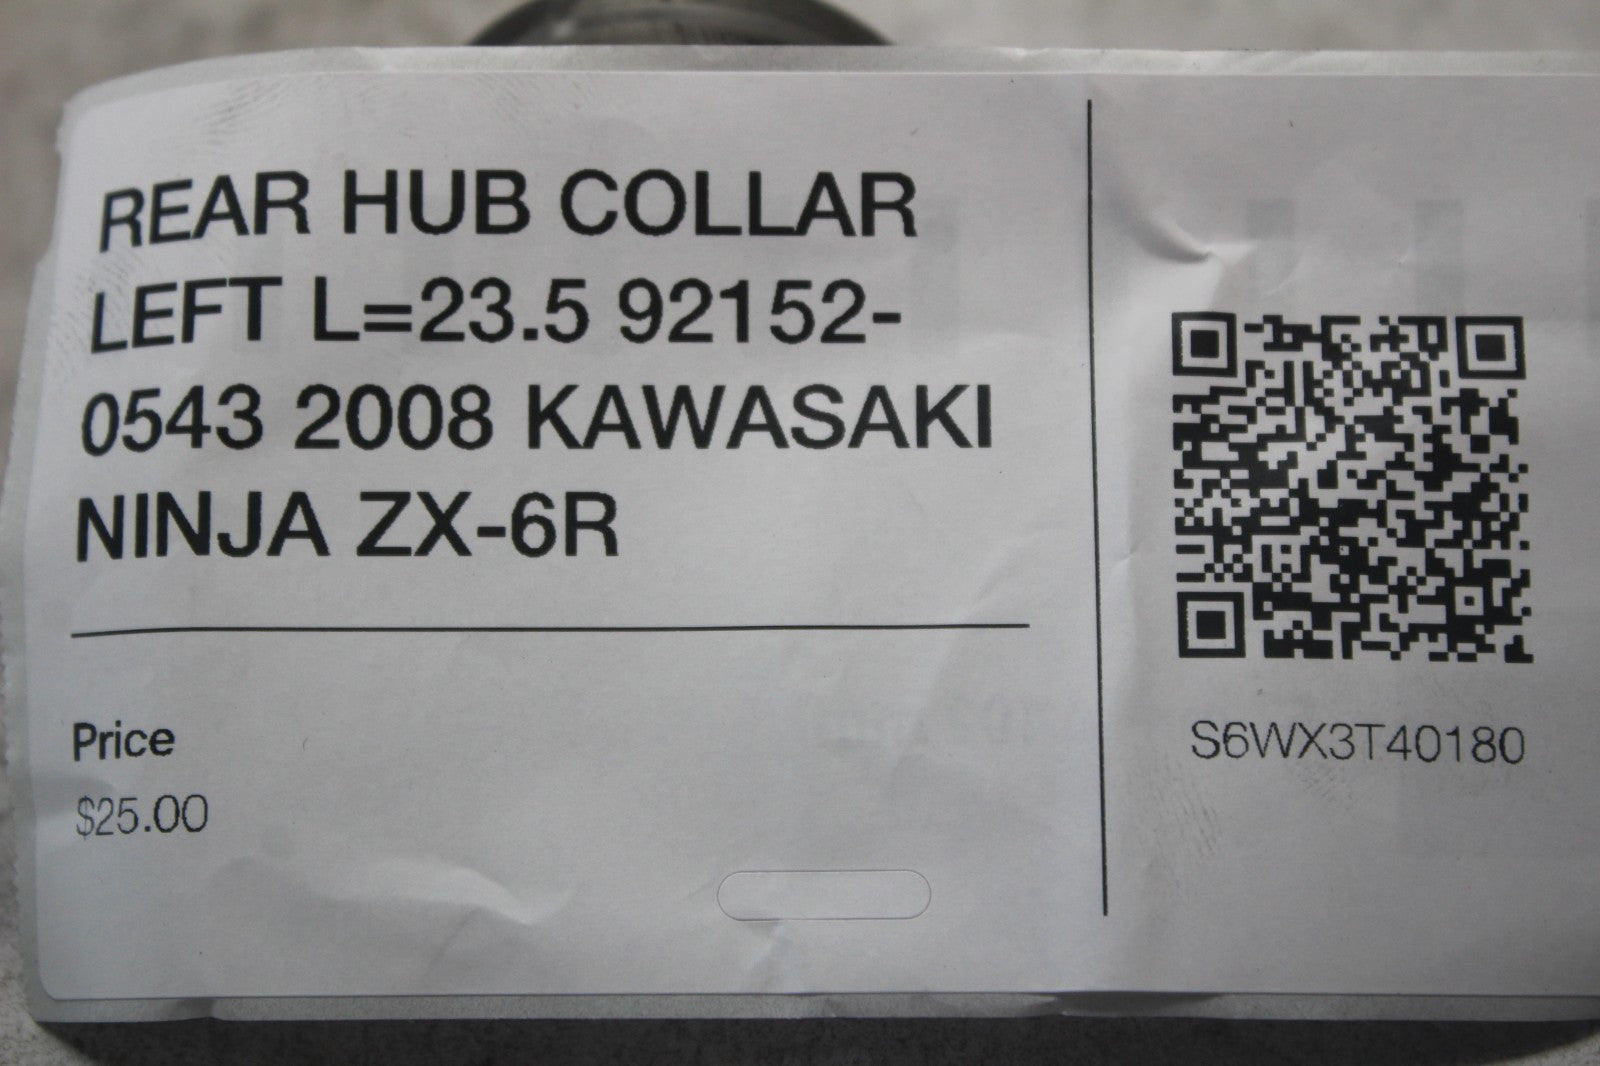 REAR HUB COLLAR
LEFT L=23.5 92152-
0543 2008 KAWASAKI
NINJA ZX-6R
Price
$25.00
S6WX3T40180